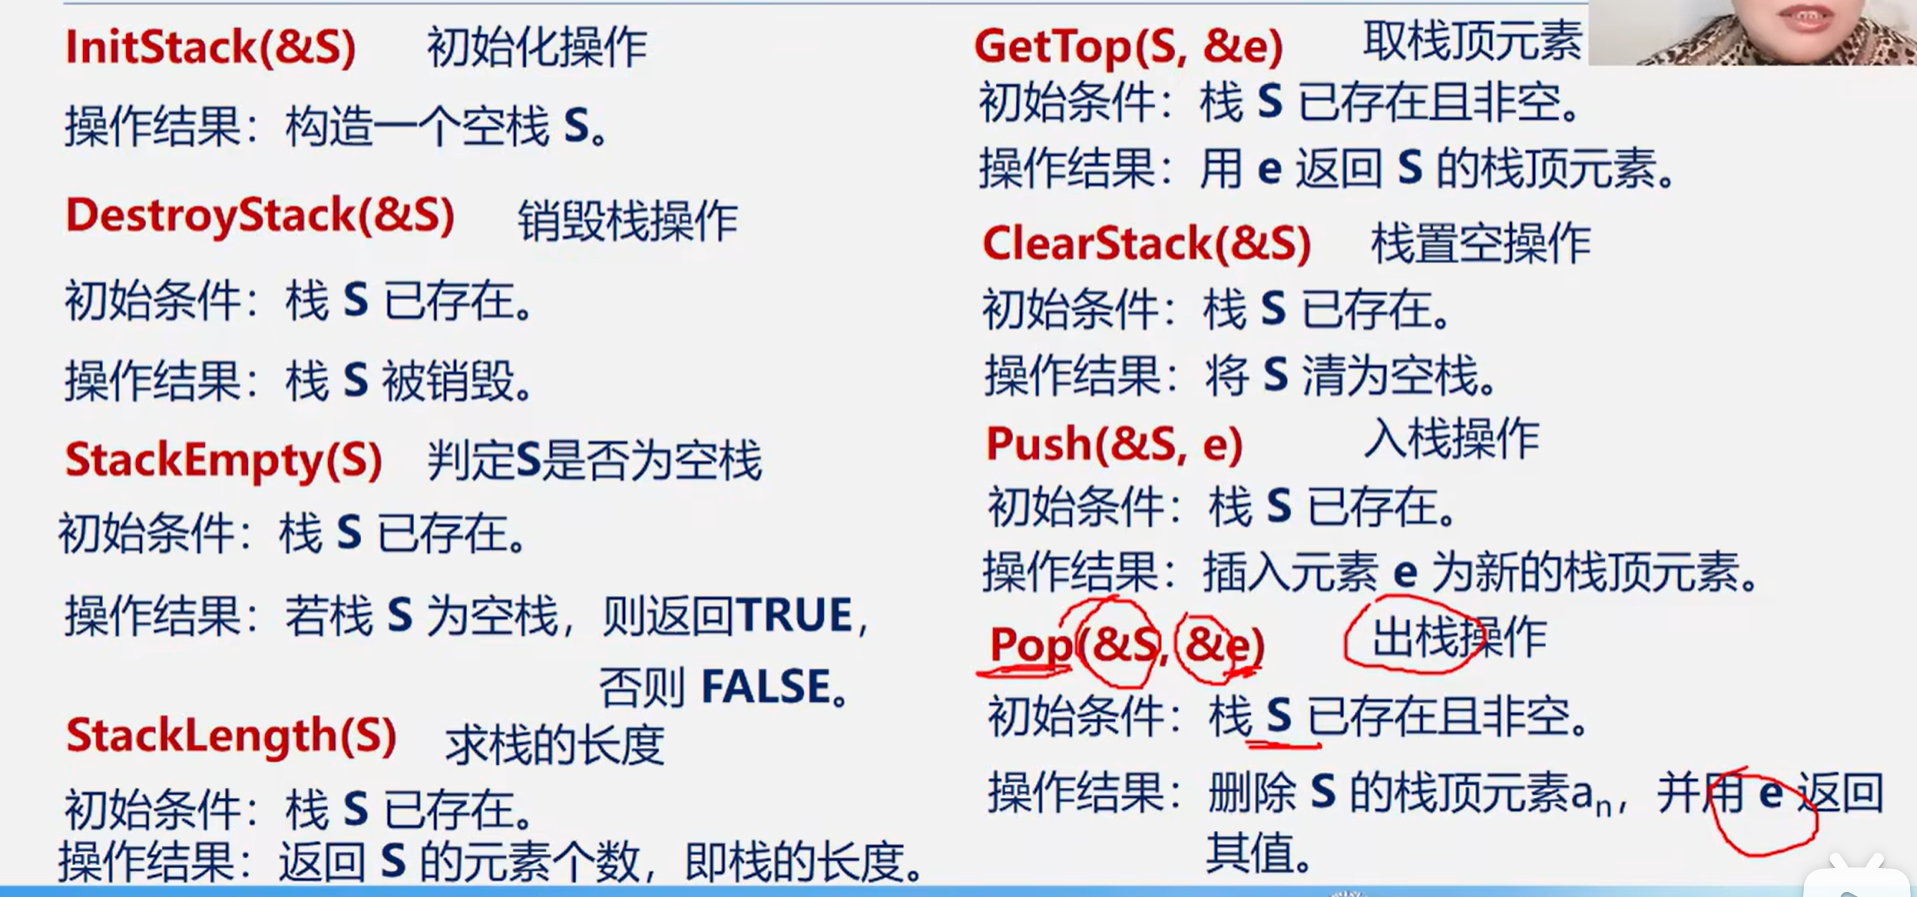 InitStack(&S) 初始化操作
操作结果：构造一个空栈 S。
DestroyStack(&S) 销毁栈操作
初始条件：栈 S 已存在。
操作结果：栈 S 被销毁。
StackEmpty(S) 判定S是否为空栈
初始条件：栈 S 已存在。
操作结果：若栈 S 为空栈，则返回TRUE，
否则 FALSE。
StackLength(S) 求栈的长度
初始条件：栈 S 已存在。
操作结果：返回 S 的元素个数，即栈的长度。
GetTop(S, &e) 取栈顶元素
初始条件：栈 S 已存在且非空。
操作结果：用 e 返回 S 的栈顶元素。
ClearStack(&S) 栈置空操作
初始条件：栈 S 已存在。
操作结果：将 S 清为空栈。
Push(&S, e) 入栈操作
初始条件：栈 S 已存在。
操作结果：插入元素 e 为新的栈顶元素。
Pop(&S, &e) 出栈操作
初始条件：栈 S 已存在且非空。
操作结果：删除 S 的栈顶元素aₙ，并用 e 返回
其值。